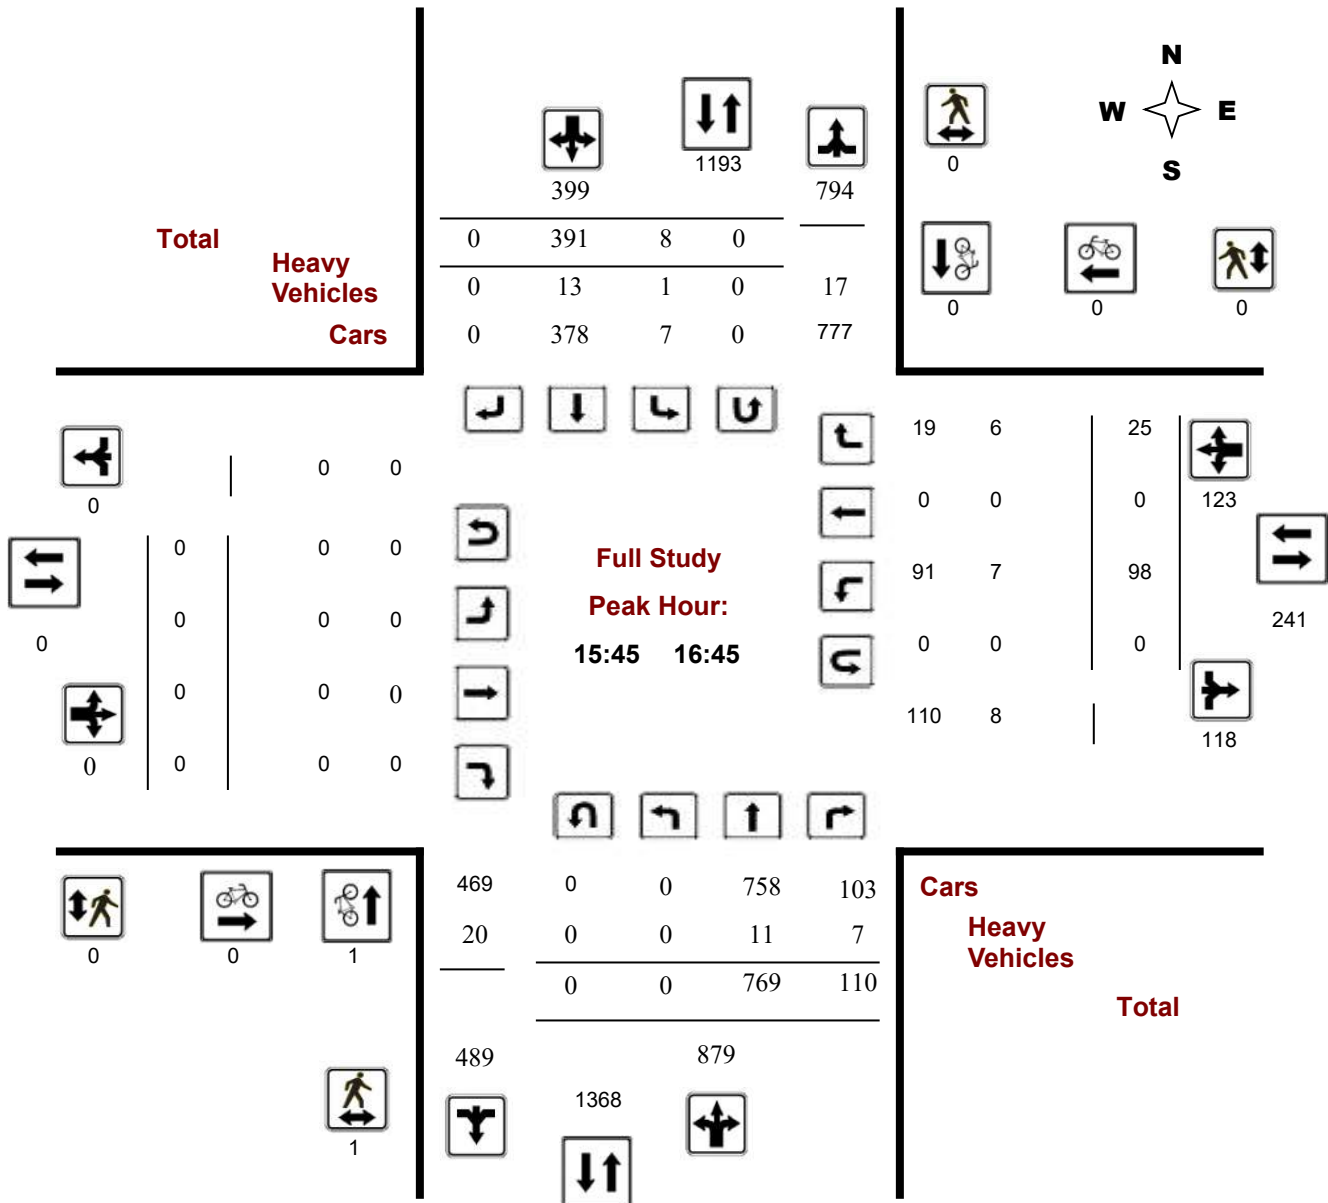 N
W E
S
1193
0
399 794
Total
0 391 8 0
Heavy
Vehicles
0 13 1 0 17
Cars
0 378 7 0 777
0 0 0
19 6 25
0 0
0
0 0 0 123
0 0 0
Full Study
91 7 98
Peak Hour:
0 0 0
241
0
15:45 16:45
0 0 0
0 0 0
110 8
118
0
0 0 0
469 0 0 758 103
Cars
20 0 0 11 7
Heavy
Vehicles
0 0 1
0 0 769 110
Total
489 879
1368
1